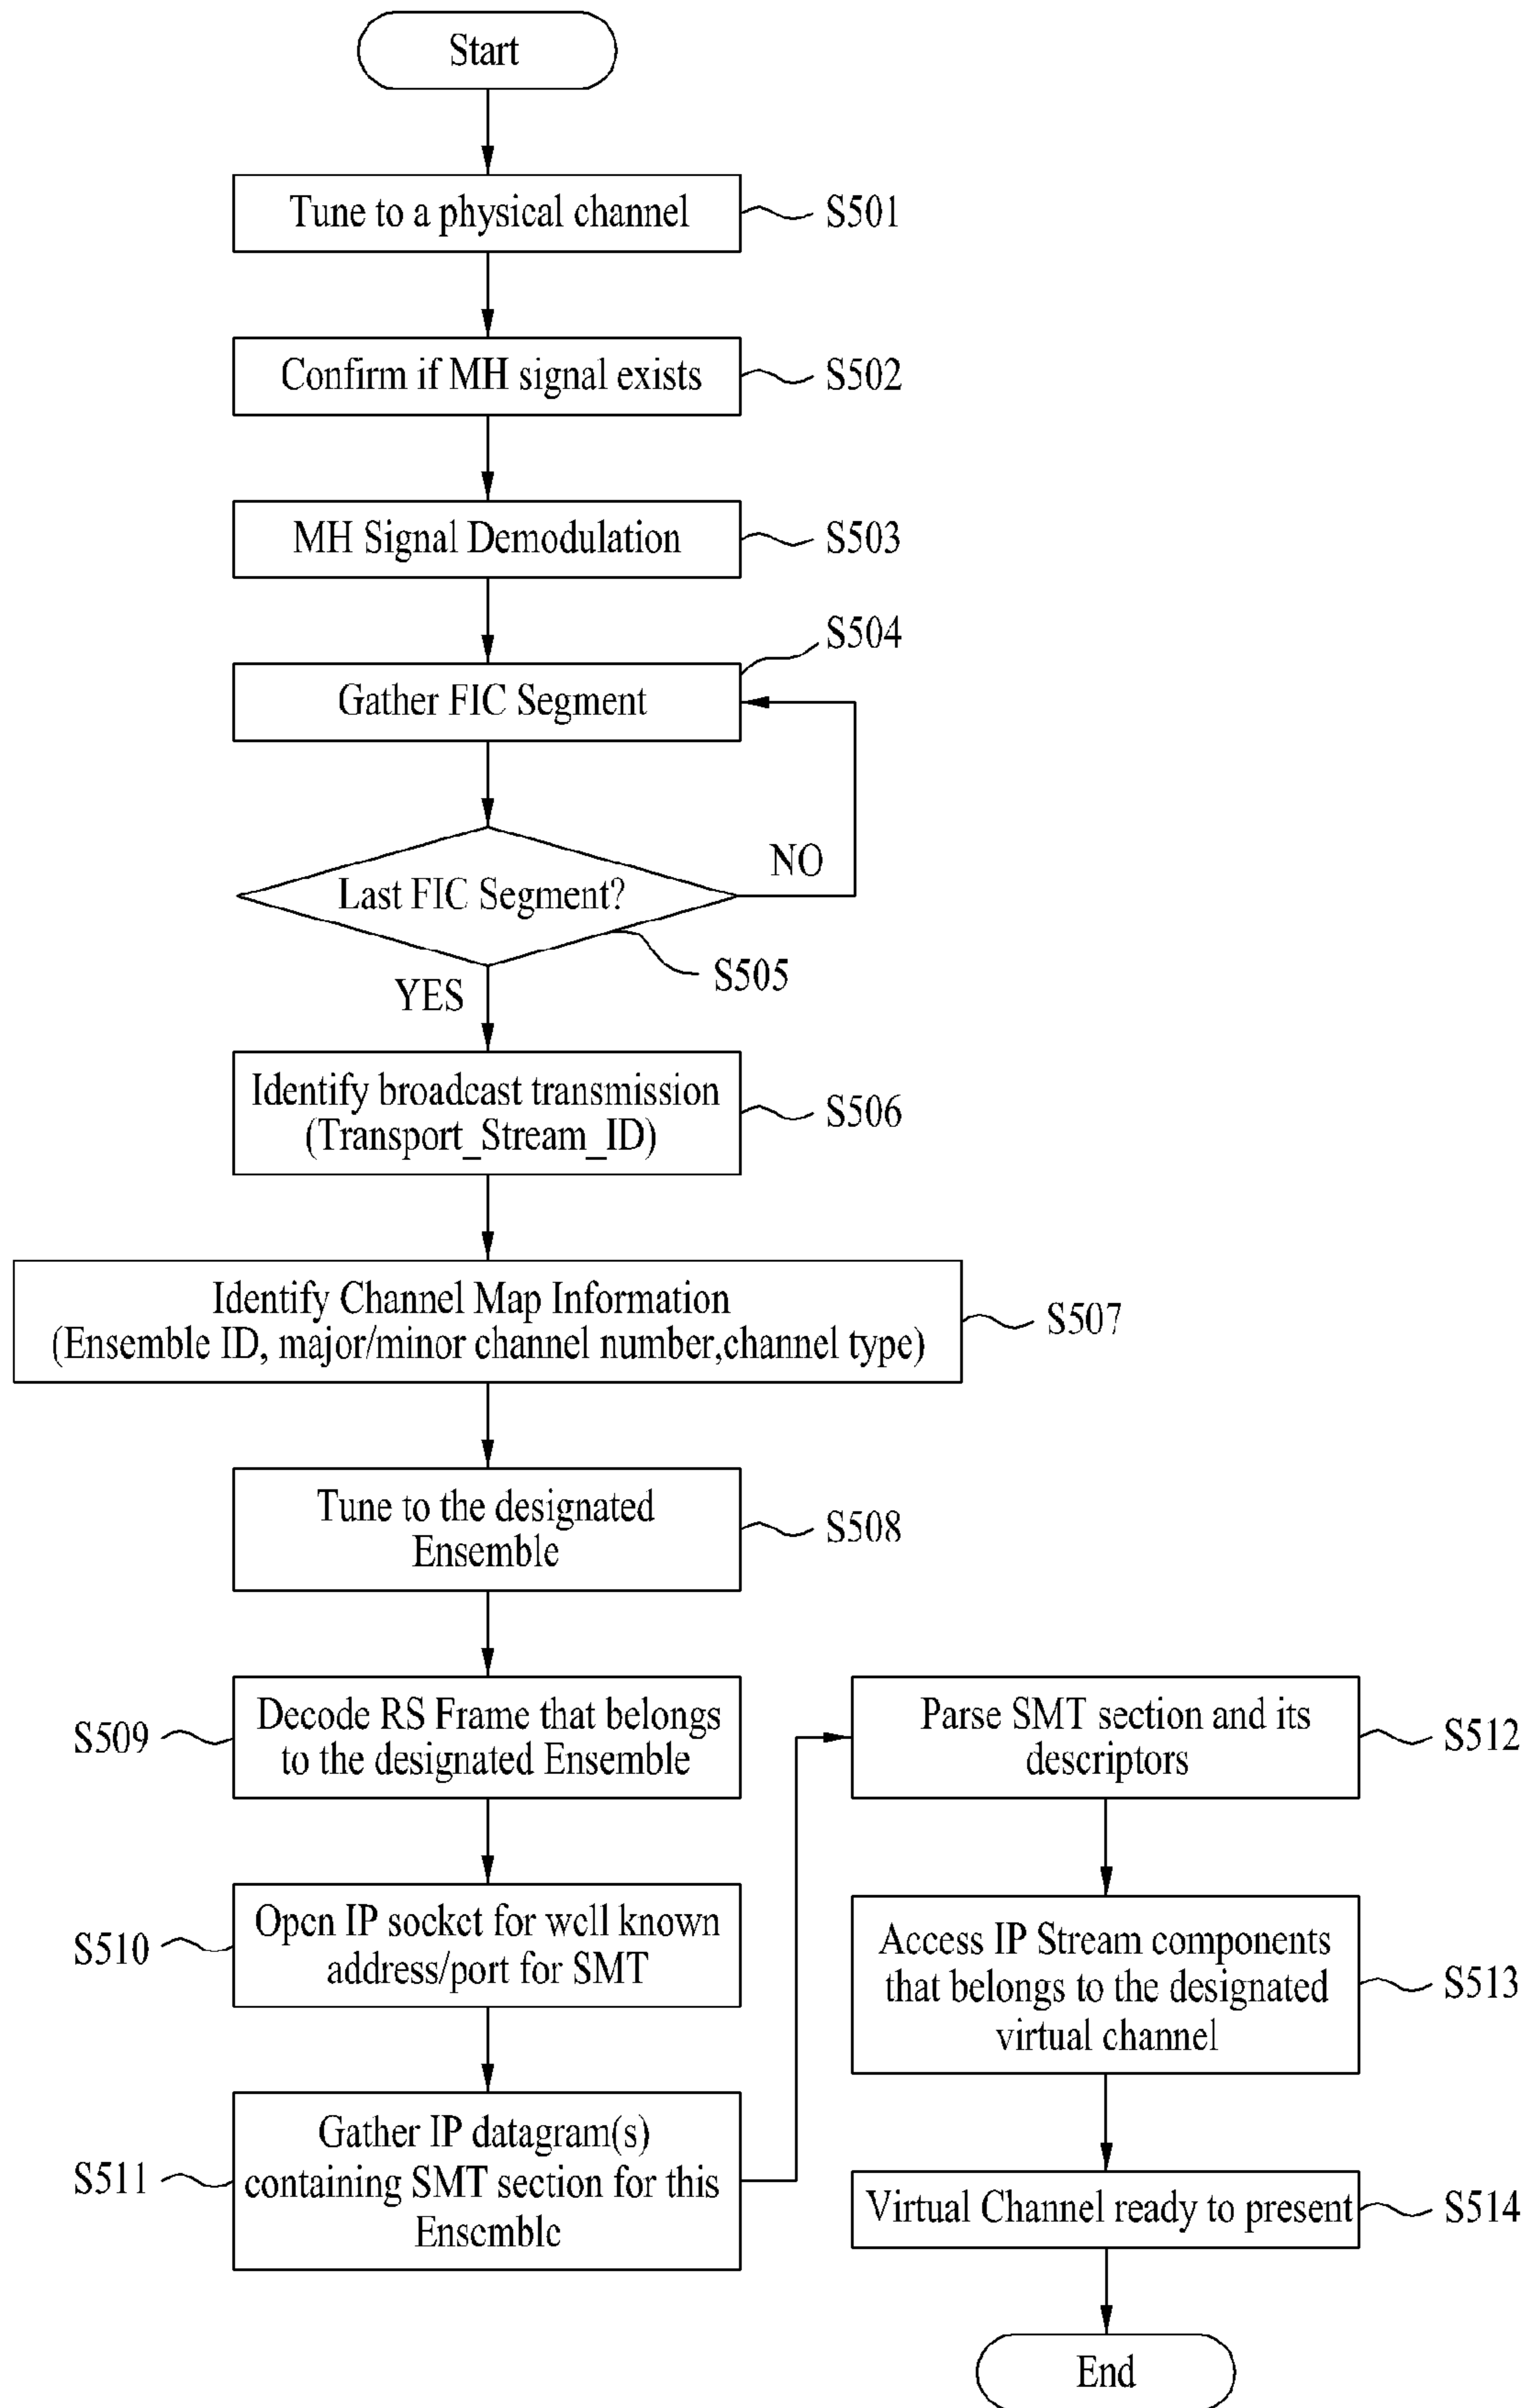 Start
Tune to a physical channel
S501
Confirm if MH signal exists
S502
MH Signal Demodulation
S503
S504
Gather FIC Segment
NO
Last FIC Segment?
S505
YES
Identify broadcast transmission
(Transport_Stream_ID)
S506
Identify Channel Map Information
(Ensemble ID, major/minor channel number,channel type)
S507
Tune to the designated
Ensemble
S508
S509
Decode RS Frame that belongs
to the designated Ensemble
S510
Open IP socket for well known
address/port for SMT
S511
Gather IP datagram(s)
containing SMT section for this
Ensemble
Parse SMT section and its
descriptors
S512
Access IP Stream components
that belongs to the designated
virtual channel
S513
Virtual Channel ready to present
S514
End